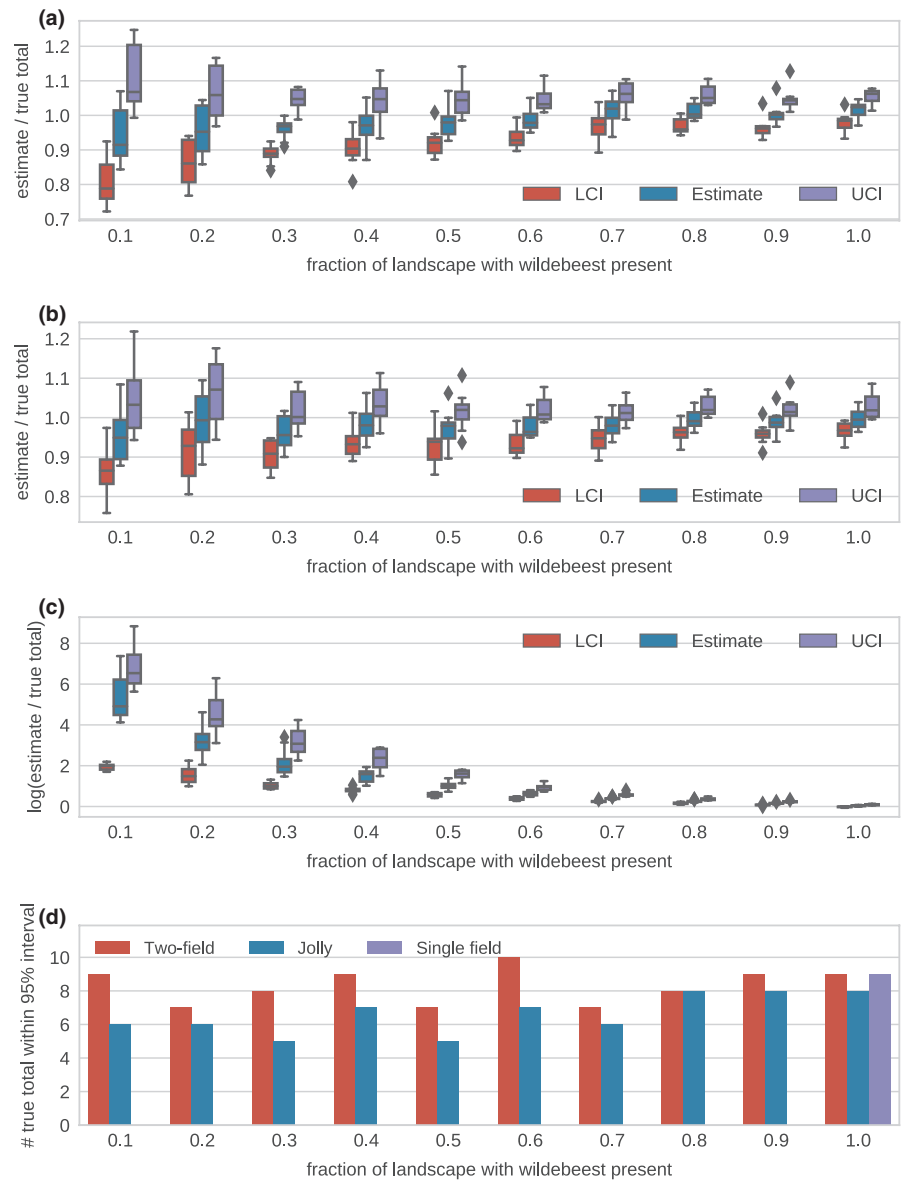 (a)
estimate / true total
1.2
1.1
1.0
0.9
0.8
0.7
LCI Estimate UCI
0.1 0.2 0.3 0.4 0.5 0.6 0.7 0.8 0.9 1.0
fraction of landscape with wildebeest present
(b)
estimate / true total
1.2
1.1
1.0
0.9
0.8
LCI Estimate UCI
0.1 0.2 0.3 0.4 0.5 0.6 0.7 0.8 0.9 1.0
fraction of landscape with wildebeest present
(c)
log(estimate / true total)
8
6
4
2
0
LCI Estimate UCI
0.1 0.2 0.3 0.4 0.5 0.6 0.7 0.8 0.9 1.0
fraction of landscape with wildebeest present
(d)
# true total within 95% interval
Two-field Jolly Single field
10
8
6
4
2
0
0.1 0.2 0.3 0.4 0.5 0.6 0.7 0.8 0.9 1.0
fraction of landscape with wildebeest present